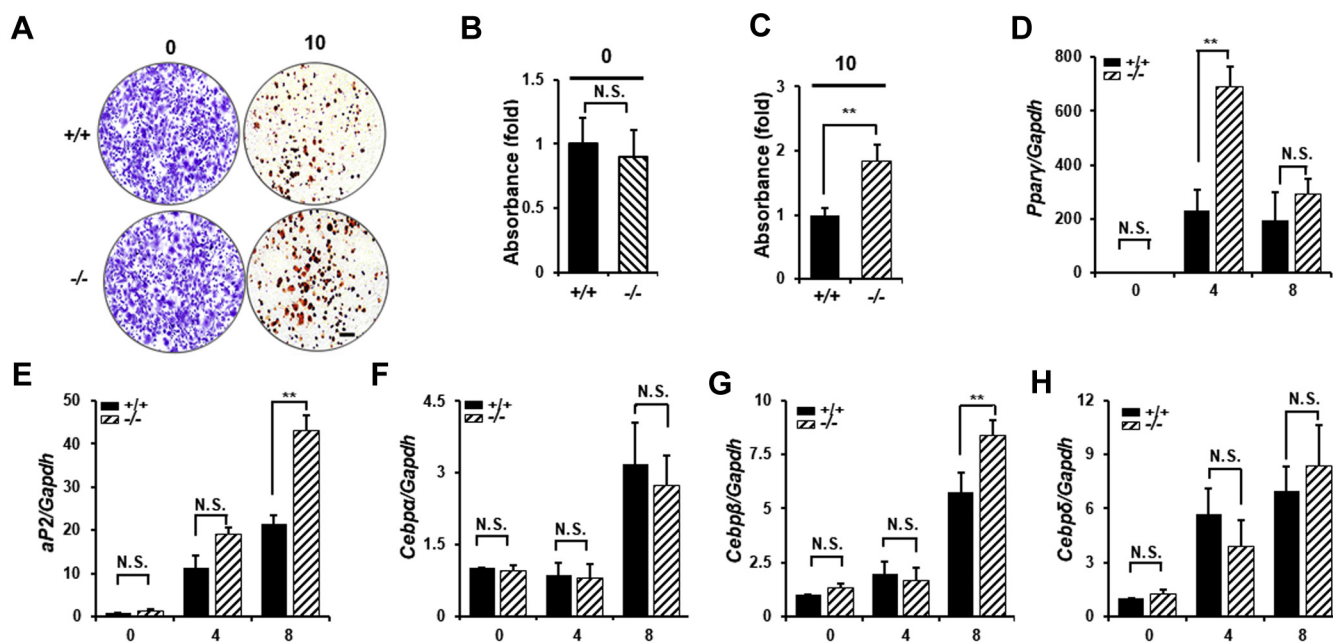 A
0
10
+/+
-/-
B
0
Absorbance (fold)
1.5
1
0.5
0
N.S.
+/+
-/-
C
10
Absorbance (fold)
3
2
1
0
**
+/+
-/-
D
Pparγ/Gapdh
800
600
400
200
0
+/+
-/-
N.S.
**
N.S.
0
4
8
E
aP2/Gapdh
50
40
30
20
10
0
+/+
-/-
N.S.
N.S.
**
0
4
8
F
Cebpα/Gapdh
4.5
3
1.5
0
+/+
-/-
N.S.
N.S.
N.S.
0
4
8
G
Cebpβ/Gapdh
10
7.5
5
2.5
0
+/+
-/-
N.S.
N.S.
**
0
4
8
H
Cebpδ/Gapdh
12
9
6
3
0
+/+
-/-
N.S.
N.S.
N.S.
0
4
8